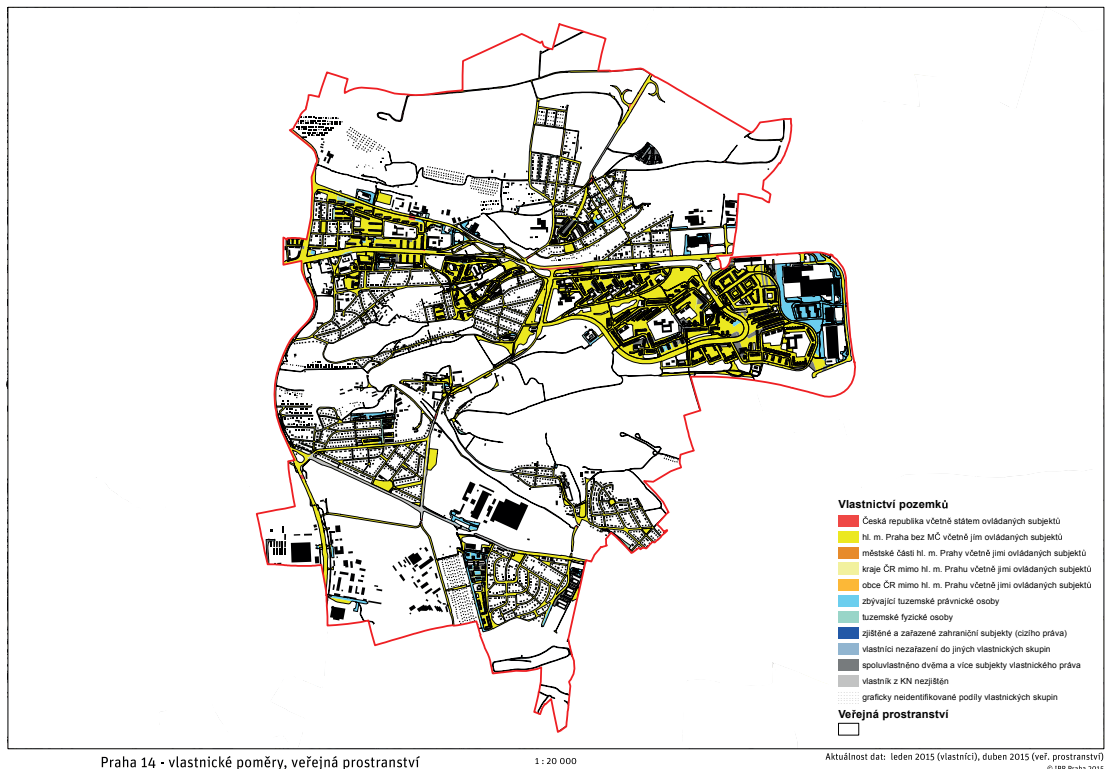 Vlastnictví pozemků
Česká republika včetně státem ovládaných subjektů
hl. m. Praha bez MČ včetně jím ovládaných subjektů
městské části hl. m. Prahy včetně jimi ovládaných subjektů
kraje ČR mimo hl. m. Prahu včetně jimi ovládaných subjektů
obce ČR mimo hl. m. Prahu včetně jimi ovládaných subjektů
zbývající tuzemské právnické osoby
tuzemské fyzické osoby
zjištěné a zařazené zahraniční subjekty (cizího práva)
vlastníci nezařazení do jiných vlastnických skupin
spoluvlastněno dvěma a více subjekty vlastnického práva
vlastník z KN nezjištěn
graficky neidentifikované podíly vlastnických skupin
Veřejná prostranství
Praha 14 - vlastnické poměry, veřejná prostranství
1 : 20 000
Aktuálnost dat: leden 2015 (vlastníci), duben 2015 (veř. prostranství)
© IPR Praha 2015